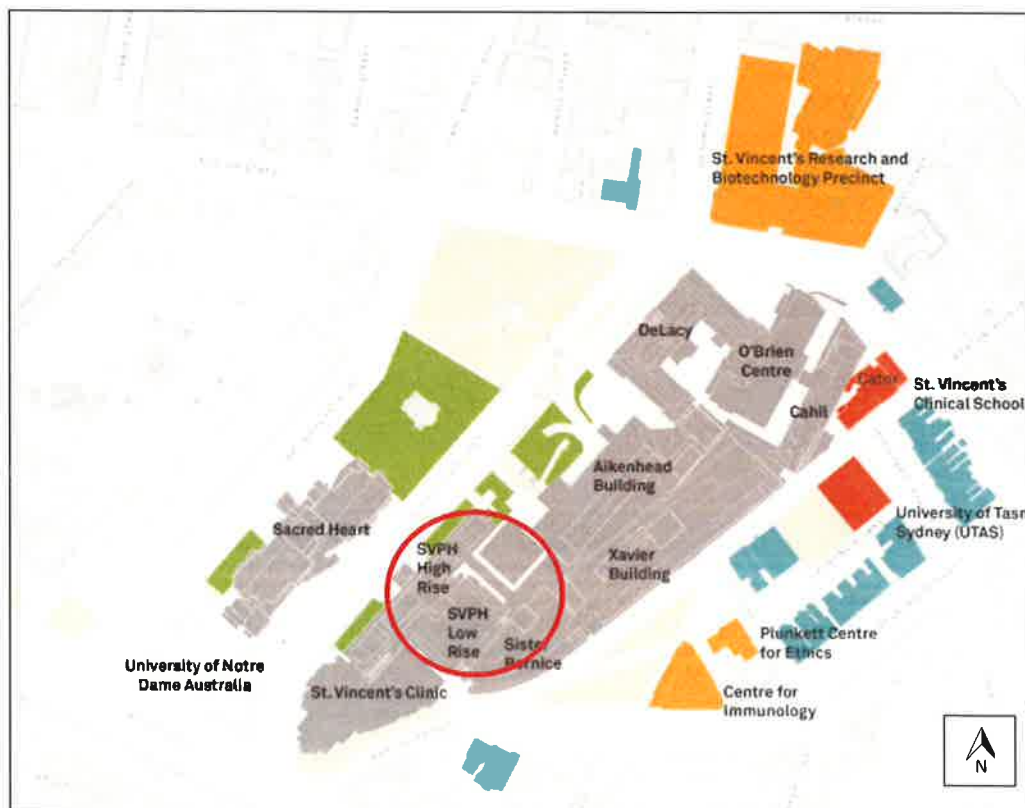 St. Vincent's Research and
Biotechnology Precinct
DeLacy
O'Brien
Centre
Cator
St. Vincent's
Clinical School
Cahil
Aikenhead
Building
University of Tasm
Sydney (UTAS)
Sacred Heart
SVPH
High
Rise
Xavier
Building
SVPH
Low
Rise
Sister
Bernice
Plunkett Centre
for Ethics
University of Notre
Dame Australia
St. Vincent's Clinic
Centre for
Immunology
N